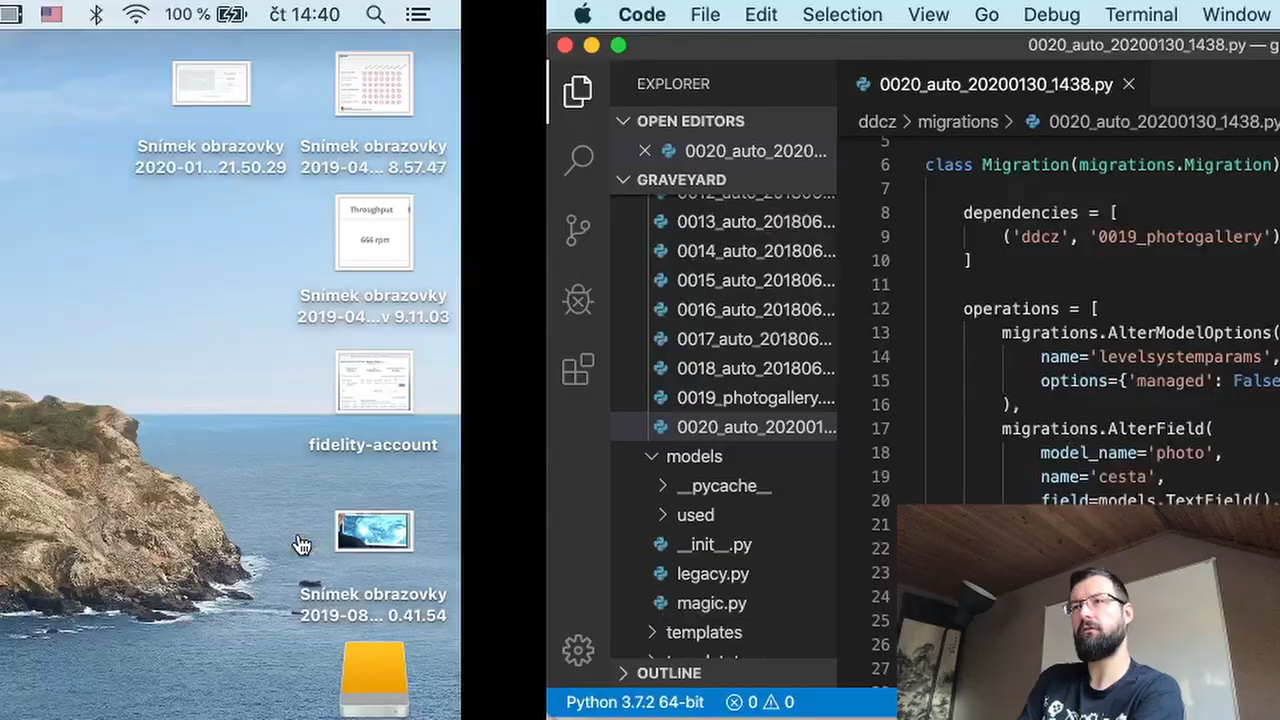 100 %
čt 14:40
Snímek obrazovky
2020-01...21.50.29
Snímek obrazovky
2019-04... 8.57.47
Throughput
666 rpm
Snímek obrazovky
2019-04...v 9.11.03
fidelity-account
Snímek obrazovky
2019-08... 0.41.54
Code File Edit Selection View Go Debug Terminal Window
0020_auto_20200130_1438.py — g
EXPLORER
OPEN EDITORS
0020_auto_2020...
GRAVEYARD
0012_auto_201806...
0013_auto_201806...
0014_auto_201806...
0015_auto_201806...
0016_auto_201806...
0017_auto_201806...
0018_auto_201806...
0019_photogallery....
0020_auto_202001...
models
__pycache__
used
__init__.py
legacy.py
magic.py
templates
OUTLINE
0020_auto_20200130_1438.py
ddcz > migrations > 0020_auto_20200130_1438.py
5
6 class Migration(migrations.Migration)
7
8 dependencies = [
9 ('ddcz', '0019_photogallery')
10 ]
11
12 operations = [
13 migrations.AlterModelOptions(
14 name='levelsystemparams',
15 options={'managed': False
16 ),
17 migrations.AlterField(
18 model_name='photo',
19 name='cesta',
20 field=models.TextField(),
21
22
23
24
25
26
27
Python 3.7.2 64-bit
0
0